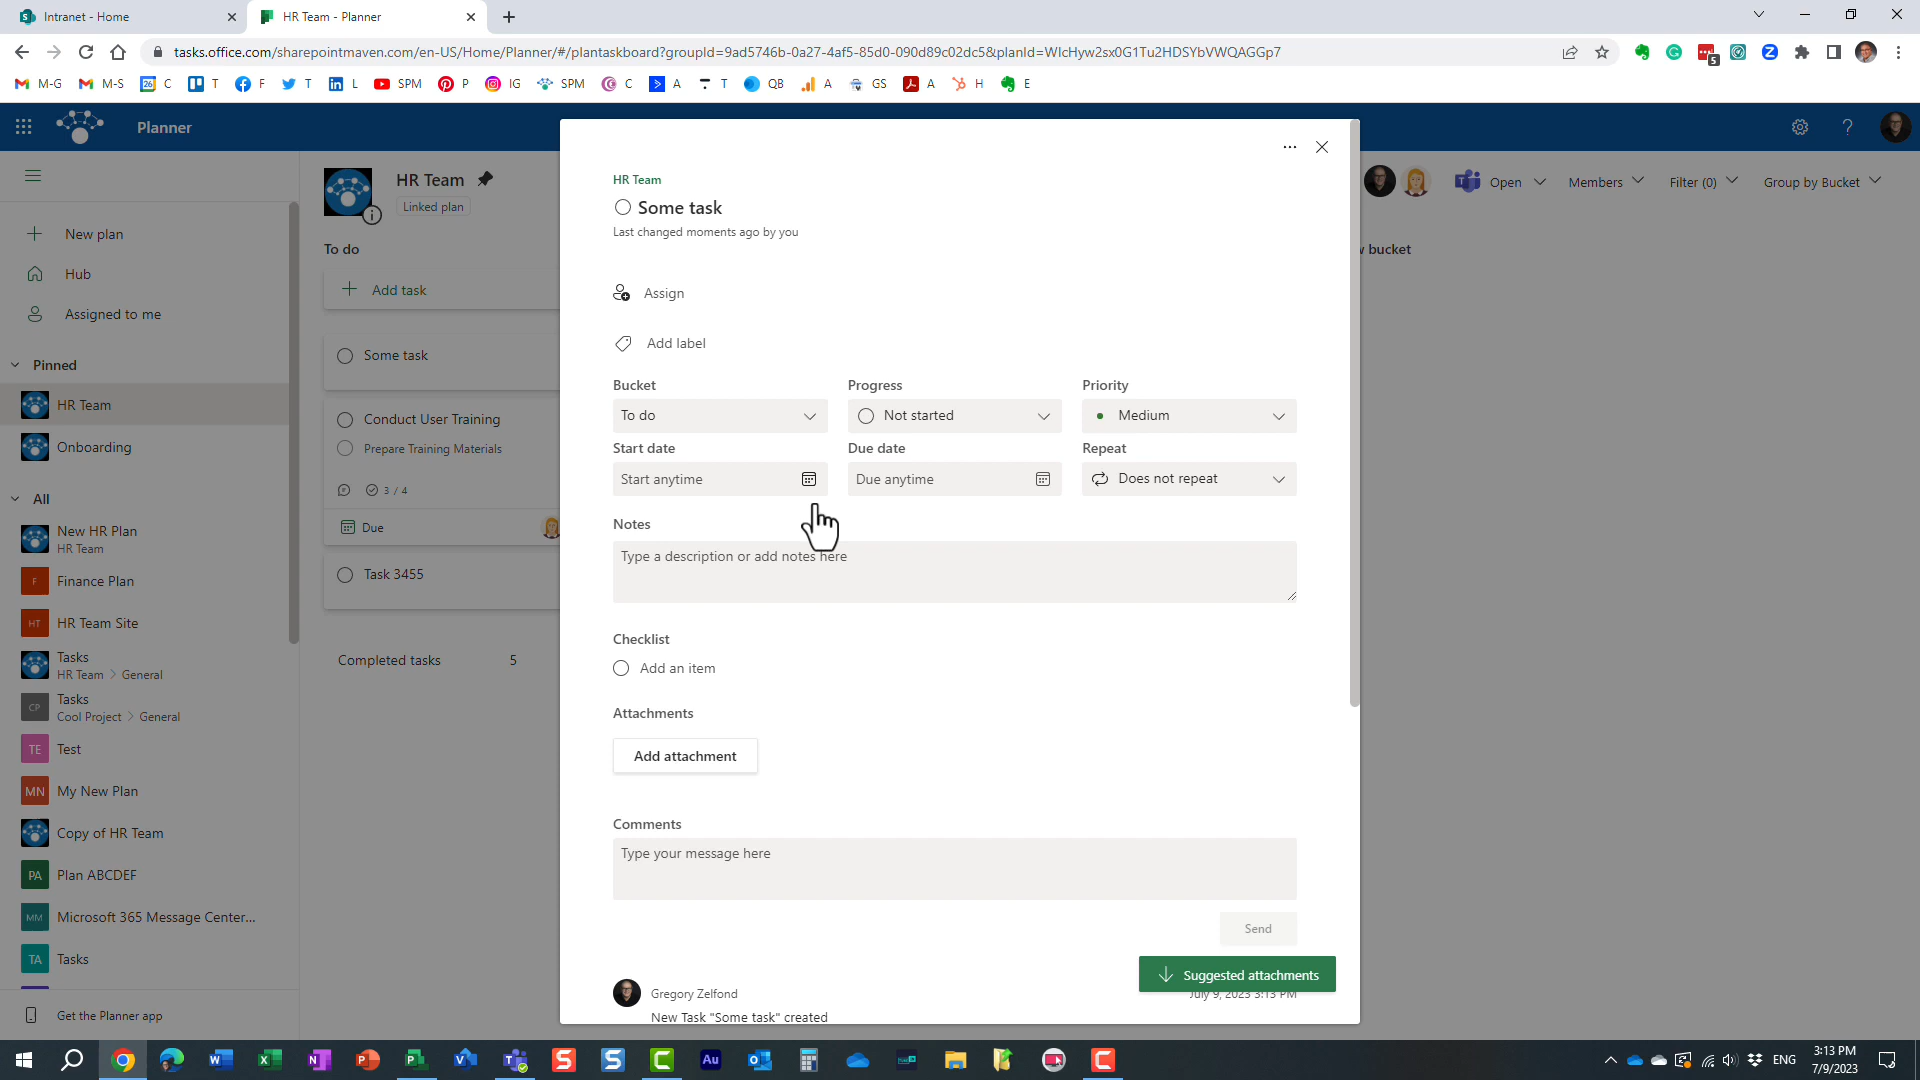 Intranet - Home
HR Team - Planner
tasks.office.com/sharepointmaven.com/en-US/Home/Planner/#/plantaskboard?groupId=9ad5746b-0a27-4af5-85d0-090d89c02dc5&planId=WIcHyw2sx0G1Tu2HDSYbVWQAGGp7
5
M-G M-S 26 C T F T L SPM P IG SPM C A T QB A GS A H E
Planner
HR Team
Linked plan
Open Members Filter (0) Group by Bucket
New plan
Hub
Assigned to me
Pinned
HR Team
Onboarding
All
New HR Plan
HR Team
F Finance Plan
HT HR Team Site
Tasks
HR Team > General
CP Tasks
Cool Project > General
TE Test
MN My New Plan
Copy of HR Team
PA Plan ABCDEF
MM Microsoft 365 Message Center...
TA Tasks
Get the Planner app
To do
Add task
Some task
Conduct User Training
Prepare Training Materials
3 / 4
Due
Task 3455
Completed tasks 5
bucket
HR Team
Some task
Last changed moments ago by you
Assign
Add label
Bucket Progress Priority
To do Not started Medium
Start date Due date Repeat
Start anytime Due anytime Does not repeat
Notes
Type a description or add notes here
Checklist
Add an item
Attachments
Add attachment
Comments
Type your message here
Send
Suggested attachments
Gregory Zelfond July 9, 2023 3:13 PM
New Task "Some task" created
ENG
3:13 PM
7/9/2023